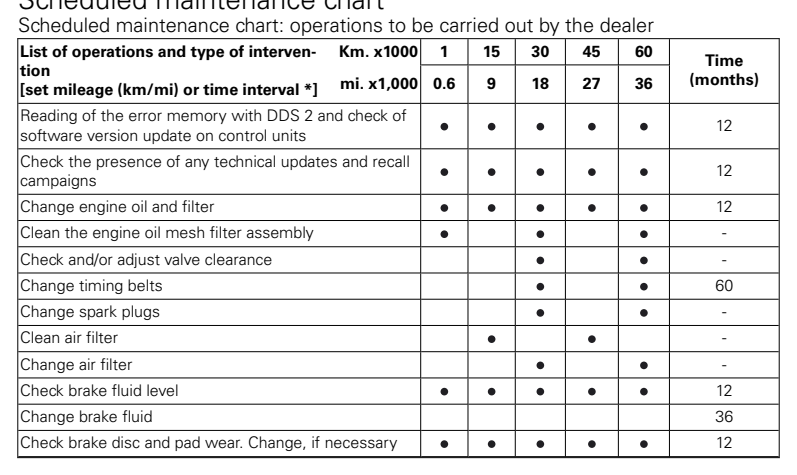 Scheduled maintenance chart
Scheduled maintenance chart: operations to be carried out by the dealer
List of operations and type of interven- Km. x1000 1 15 30 45 60 Time
tion
[set mileage (km/mi) or time interval *] mi. x1,000 0.6 9 18 27 36 (months)
Reading of the error memory with DDS 2 and check of
software version update on control units ● ● ● ● ● 12
Check the presence of any technical updates and recall
campaigns ● ● ● ● ● 12
Change engine oil and filter ● ● ● ● ● 12
Clean the engine oil mesh filter assembly ● ● ● -
Check and/or adjust valve clearance ● ● -
Change timing belts ● ● 60
Change spark plugs ● ● -
Clean air filter ● ● -
Change air filter ● ● -
Check brake fluid level ● ● ● ● ● 12
Change brake fluid 36
Check brake disc and pad wear. Change, if necessary ● ● ● ● ● 12